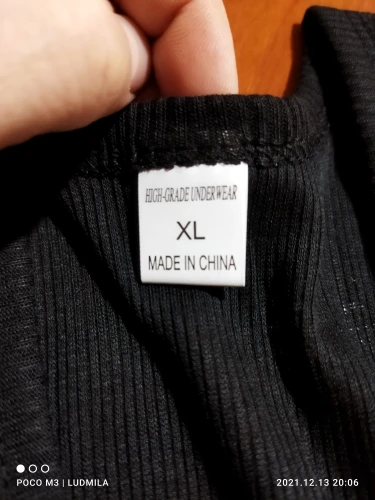 HIGH-GRADE UNDERWEAR
XL
MADE IN CHINA
POCO M3 | LUDMILA
2021.12.13 20:06